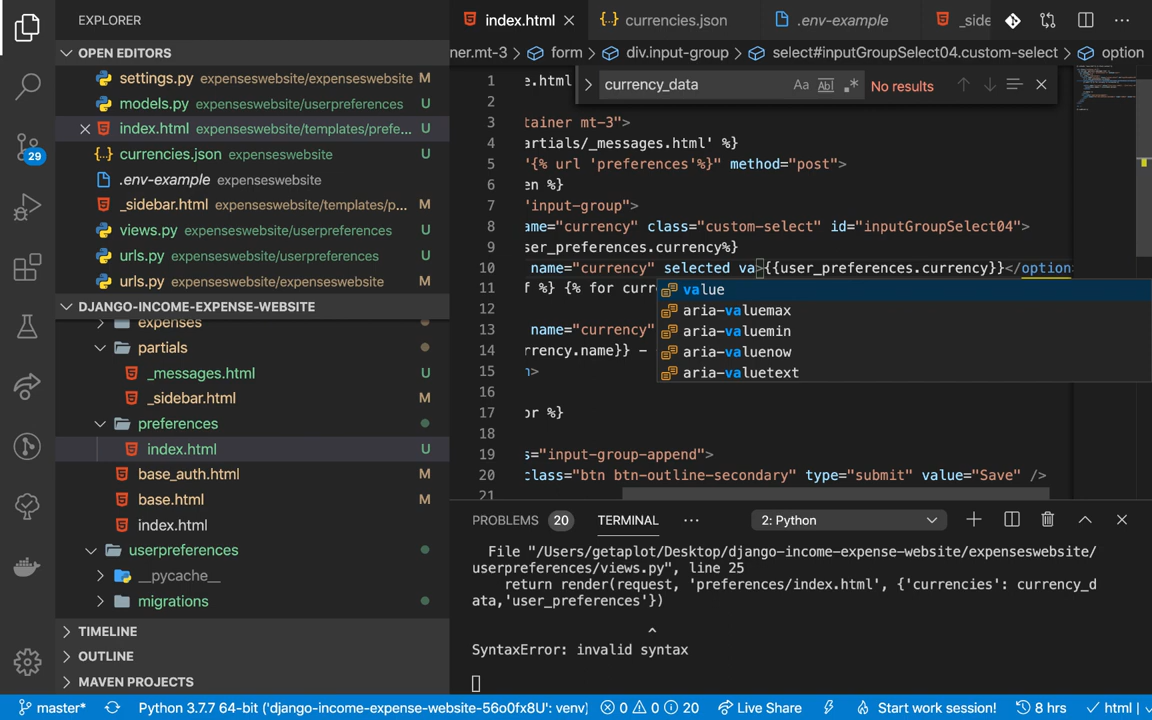 EXPLORER
OPEN EDITORS
settings.py expenseswebsite/expenseswebsite M
models.py expenseswebsite/userpreferences U
index.html expenseswebsite/templates/prefe... U
{..} currencies.json expenseswebsite U
.env-example expenseswebsite
_sidebar.html expenseswebsite/templates/p... M
views.py expenseswebsite/userpreferences U
urls.py expenseswebsite/userpreferences U
urls.py expenseswebsite/expenseswebsite M
29
DJANGO-INCOME-EXPENSE-WEBSITE
expenses
partials
_messages.html U
_sidebar.html M
preferences
index.html U
base_auth.html M
base.html M
index.html
userpreferences
__pycache__
migrations
TIMELINE
OUTLINE
MAVEN PROJECTS
index.html {..} currencies.json .env-example _side
ner.mt-3 > form > div.input-group > select#inputGroupSelect04.custom-select > option
currency_data Aa Abl .* No results
1 e.html
2
3 tainer mt-3">
4 artials/_messages.html' %}
5 '{% url 'preferences'%}" method="post">
6 en %}
7 "input-group">
8 ame="currency" class="custom-select" id="inputGroupSelect04">
9 ser_preferences.currency%}
10 name="currency" selected va>{{user_preferences.currency}}</option
11 f %} {% for curr
12
13 name="currency"
14 rrency.name}} -
15 n>
16
17 or %}
18
19 s="input-group-append">
20 class="btn btn-outline-secondary" type="submit" value="Save" />
21
value
aria-valuemax
aria-valuemin
aria-valuenow
aria-valuetext
PROBLEMS 20 TERMINAL ... 2: Python
File "/Users/getaplot/Desktop/django-income-expense-website/expenseswebsite/
userpreferences/views.py", line 25
return render(request, 'preferences/index.html', {'currencies': currency_d
ata,'user_preferences'})
^
SyntaxError: invalid syntax
master* Python 3.7.7 64-bit ('django-income-expense-website-56o0fx8U': venv) 0 0 20 Live Share Start work session! 8 hrs html